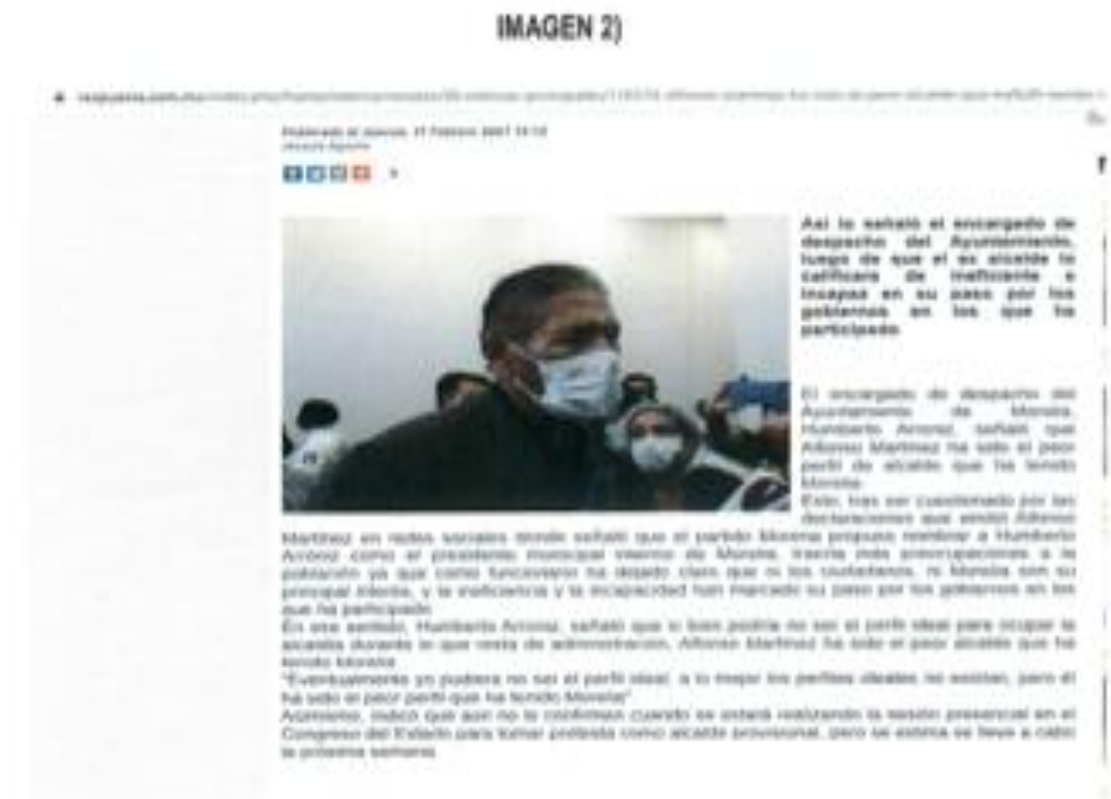 IMAGEN 2)
Así lo señaló el encargado de
despacho del Ayuntamiento,
luego de que el ex alcalde lo
calificara de ineficiente e
incapaz en su paso por los
gobiernos en los que ha
participado
El encargado de despacho del
Ayuntamiento de Morelia,
Humberto Arróniz, señaló que
Alfonso Martínez ha sido el peor
perfil de alcalde que ha tenido
Morelia
Esto, tras ser cuestionado por las
declaraciones que emitió Alfonso
Martínez en redes sociales donde señaló que el partido Morena propuso nombrar a Humberto
Arróniz como el presidente municipal interino de Morelia, traería más preocupaciones a la
población ya que como funcionario ha dejado claro que ni los ciudadanos, ni Morelia son su
principal interés, y la ineficiencia y la incapacidad han marcado su paso por los gobiernos en los
que ha participado
En ese sentido, Humberto Arróniz, señaló que si bien podría no ser el perfil ideal para ocupar la
alcaldía durante lo que resta de administración, Alfonso Martínez ha sido el peor alcalde que ha
tenido Morelia
"Eventualmente yo pudiera no ser el perfil ideal, a lo mejor los perfiles ideales no existan, pero él
ha sido el peor perfil que ha tenido Morelia"
Asimismo, indicó que aún no le confirman cuando se estará realizando la sesión presencial en el
Congreso del Estado para tomar protesta como alcalde provisional, pero se estima se lleve a cabo
la próxima semana